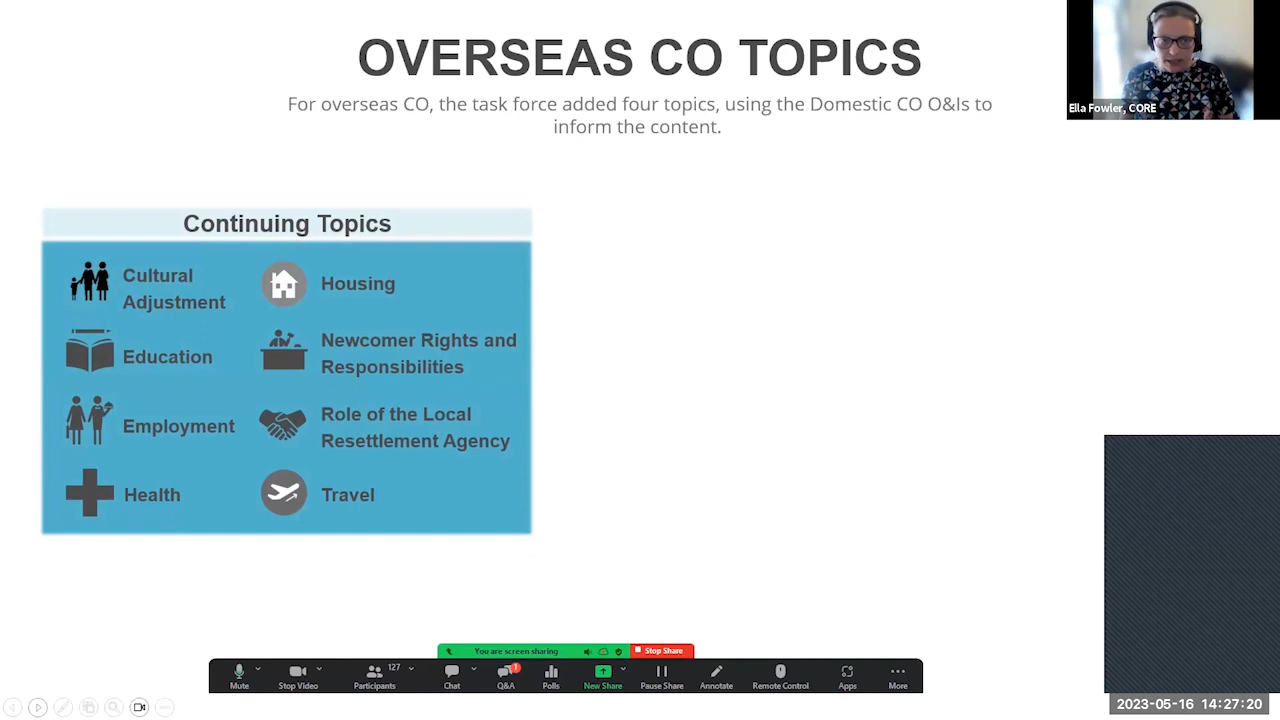 OVERSEAS CO TOPICS
For overseas CO, the task force added four topics, using the Domestic CO O&Is to
inform the content.
Ella Fowler, CORE
Continuing Topics
Cultural
Adjustment
Housing
Education
Newcomer Rights and
Responsibilities
Employment
Role of the Local
Resettlement Agency
Health
Travel
You are screen sharing
Stop Share
127
1
Mute
Stop Video
Participants
Chat
Q&A
Polls
New Share
Pause Share
Annotate
Remote Control
Apps
More
2023-05-16 14:27:20